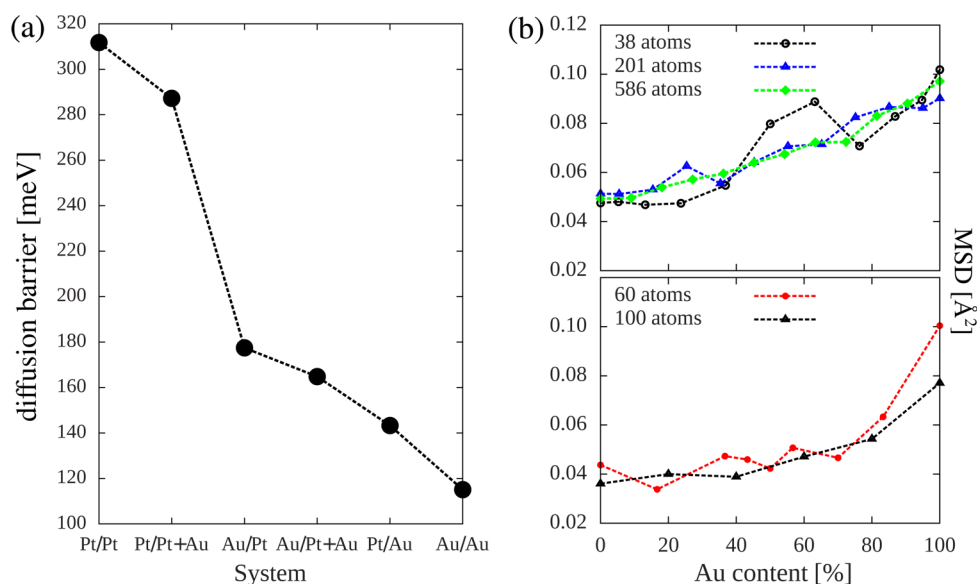 (a)
diffusion barrier [meV]
320
300
280
260
240
220
200
180
160
140
120
100
Pt/Pt Pt/Pt+Au Au/Pt Au/Pt+Au Pt/Au Au/Au
System
(b)
0.12
0.10
0.08
0.06
0.04
0.02
38 atoms
201 atoms
586 atoms
0.10
0.08
0.06
0.04
0.02
60 atoms
100 atoms
0 20 40 60 80 100
Au content [%]
MSD [Å²]